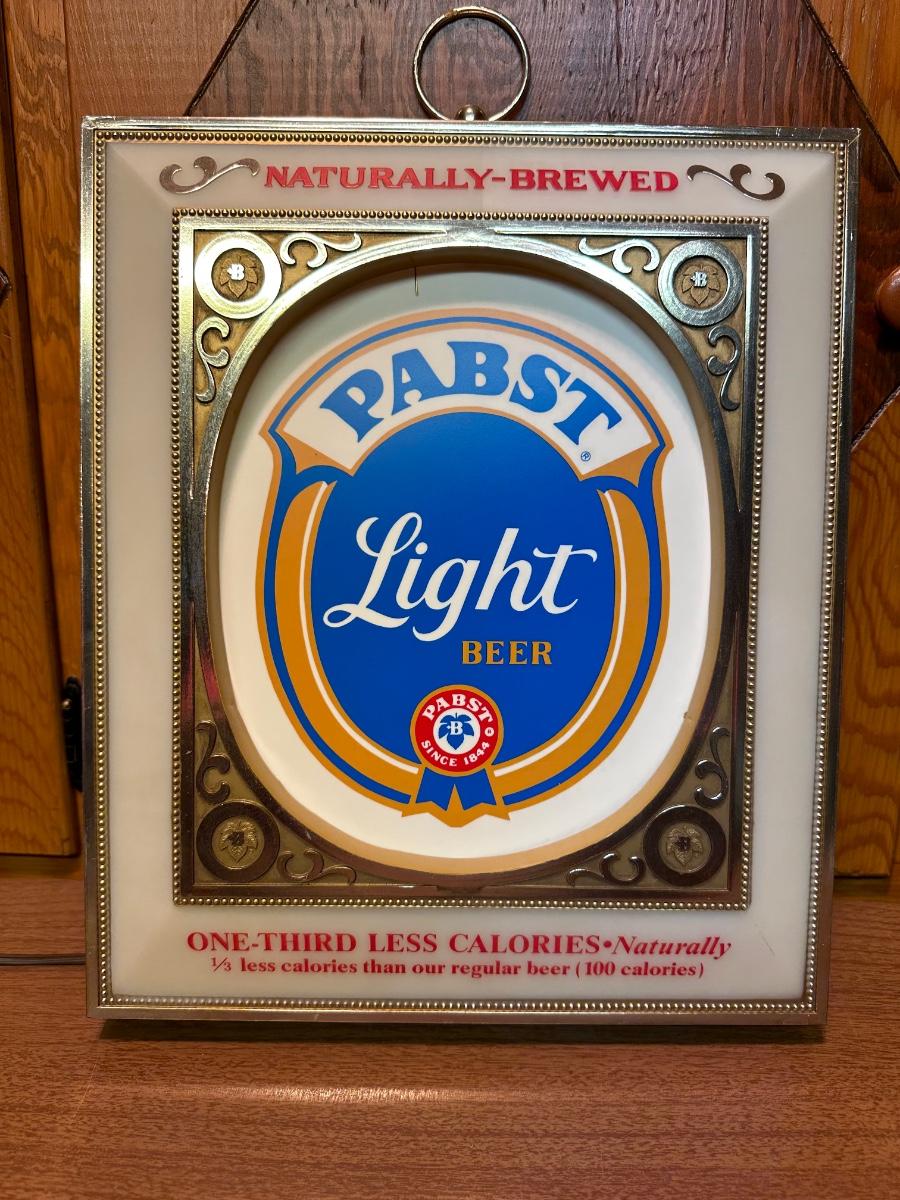 NATURALLY-BREWED
B
B
PABST®
Light
BEER
PABST
B
SINCE 1844
B
B
ONE-THIRD LESS CALORIES•Naturally
⅓ less calories than our regular beer (100 calories)